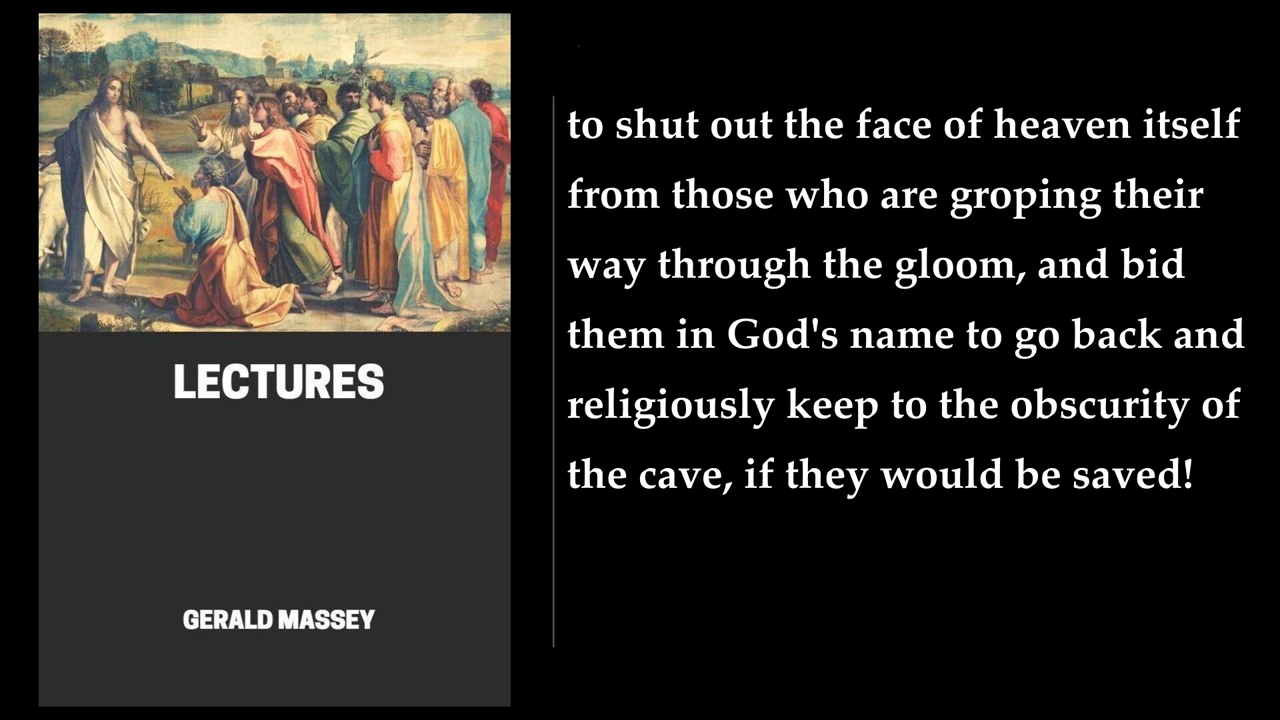 LECTURES
GERALD MASSEY
to shut out the face of heaven itself
from those who are groping their
way through the gloom, and bid
them in God's name to go back and
religiously keep to the obscurity of
the cave, if they would be saved!